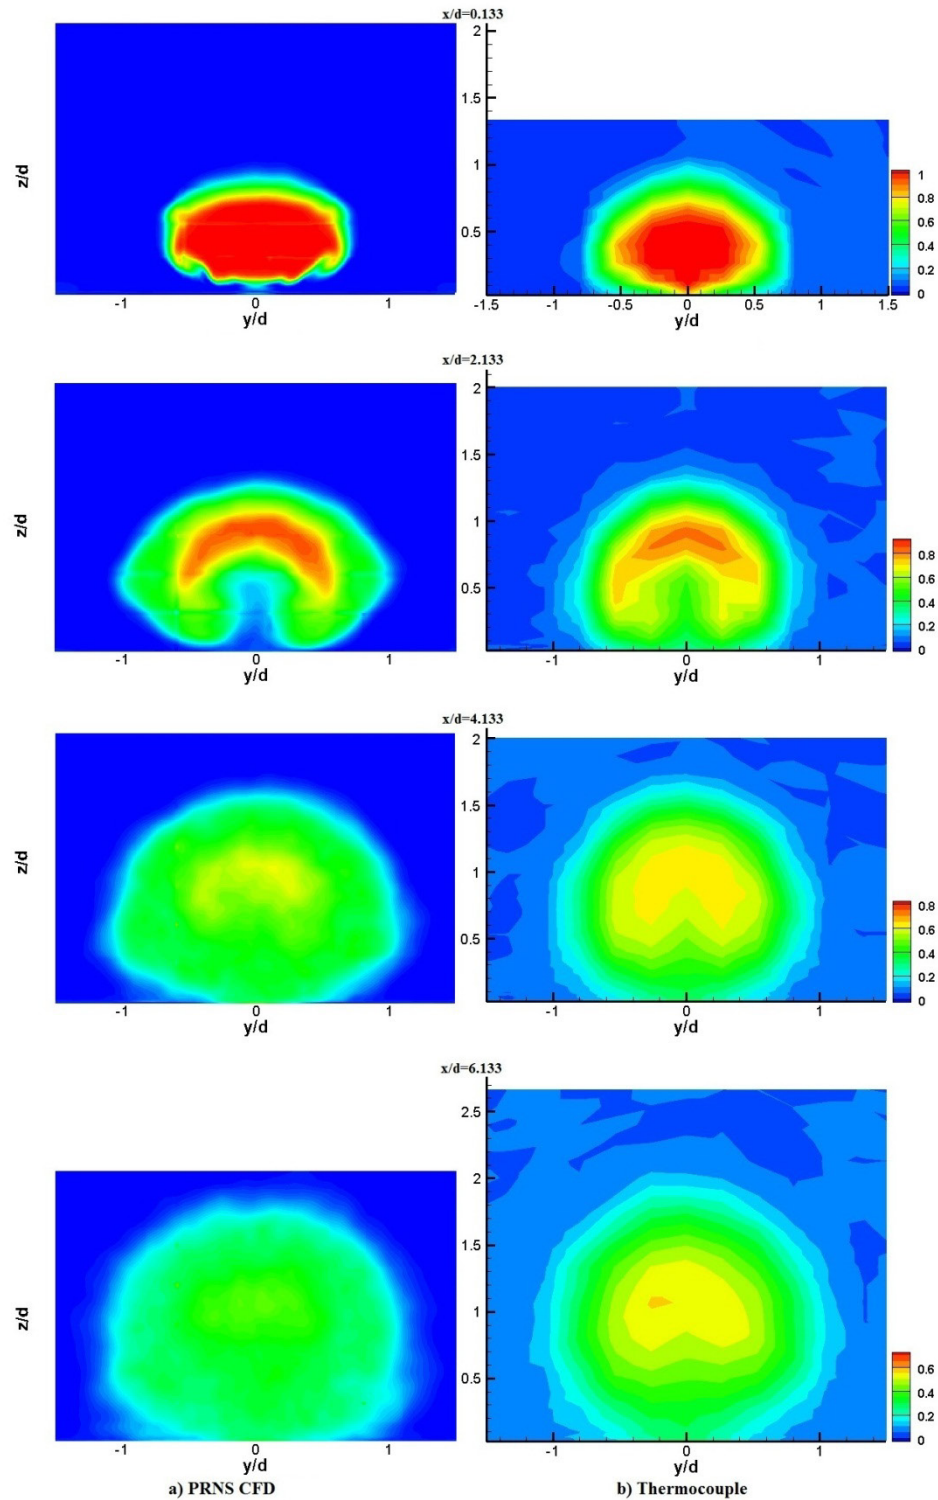 x/d=0.133
z/d
-1 0 1
y/d
2
1.5
1
0.5
-1.5 -1 -0.5 0 0.5 1 1.5
y/d
1
0.8
0.6
0.4
0.2
0
x/d=2.133
z/d
-1 0 1
y/d
2
1.5
1
0.5
-1 0 1
y/d
0.8
0.6
0.4
0.2
0
x/d=4.133
z/d
-1 0 1
y/d
2
1.5
1
0.5
-1 0 1
y/d
0.8
0.6
0.4
0.2
0
x/d=6.133
z/d
-1 0 1
y/d
2.5
2
1.5
1
0.5
-1 0 1
y/d
0.6
0.4
0.2
0
a) PRNS CFD
b) Thermocouple